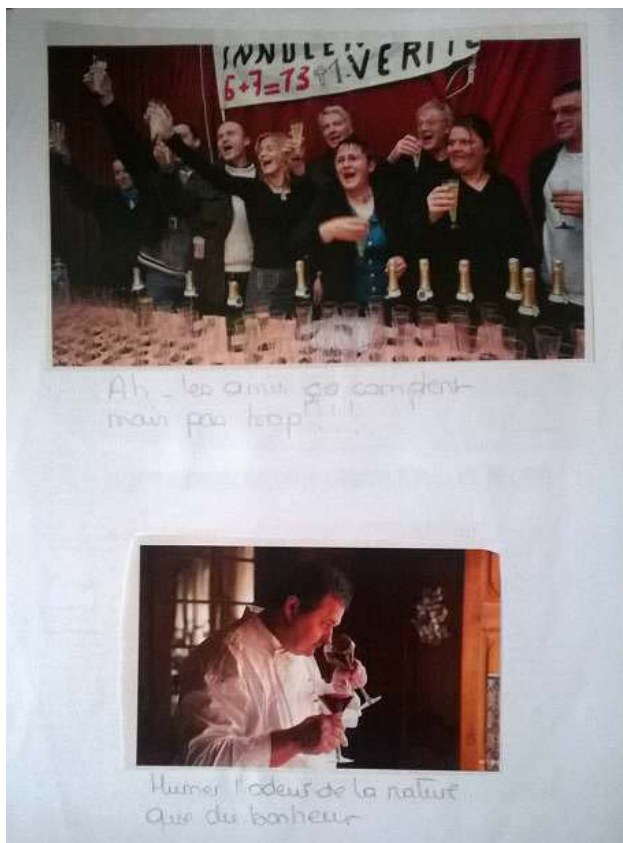 INNULER VERITE
6+7=13
Ah - les amis ça comptent
mais pas trop" !!
Humer l'odeur de la nature
Que du bonheur